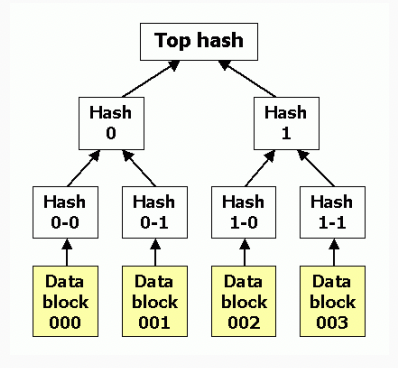 Top hash
Hash
0
Hash
1
Hash
0-0
Hash
0-1
Hash
1-0
Hash
1-1
Data
block
000
Data
block
001
Data
block
002
Data
block
003